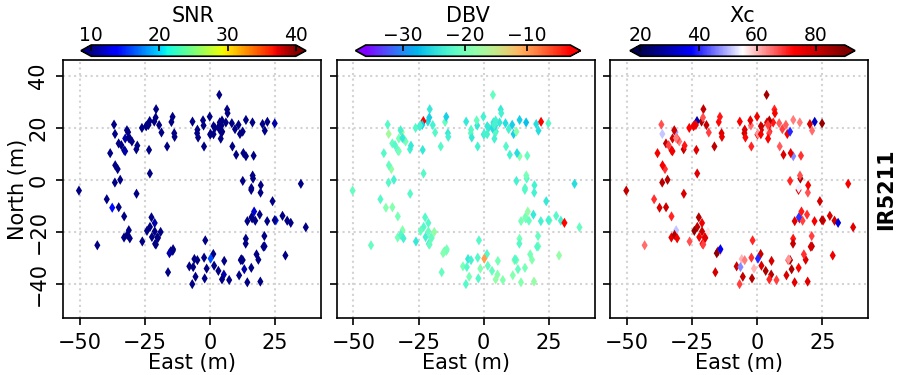 SNR DBV Xc
10 20 30 40 −30 −20 −10 20 40 60 80
40
20
0
−20
−40
North (m)
−50 −25 0 25 −50 −25 0 25 −50 −25 0 25
East (m) East (m) East (m)
IR5211